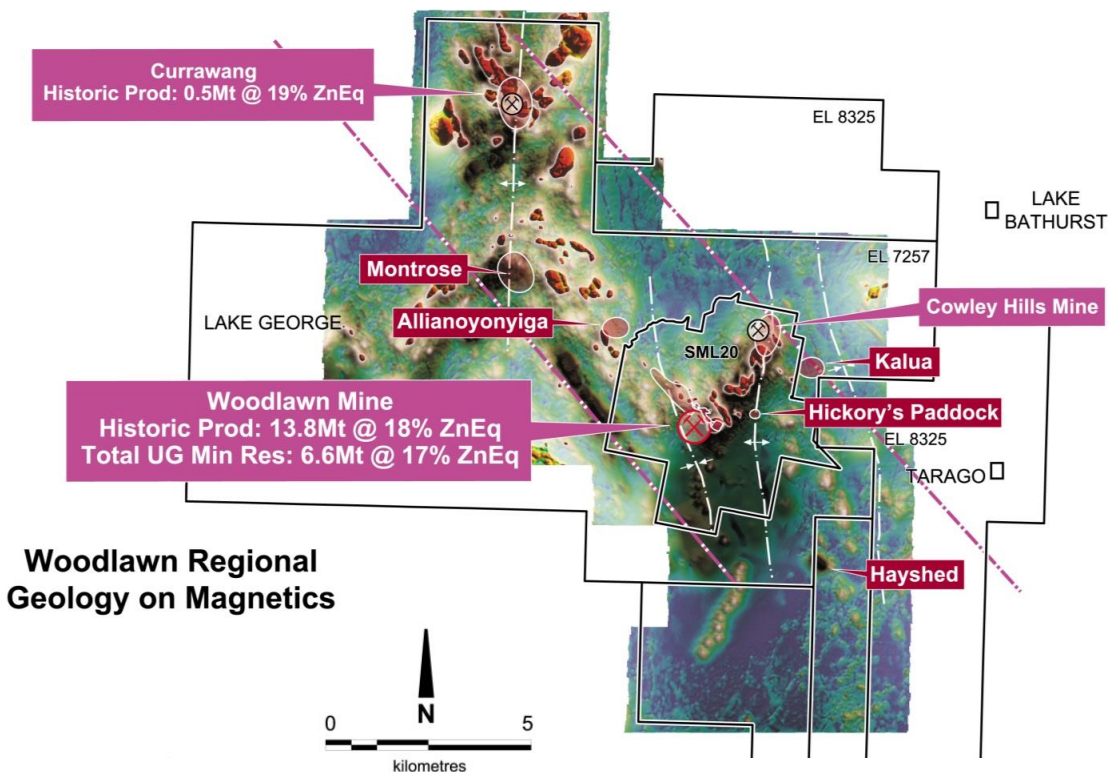 Currawang
Historic Prod: 0.5Mt @ 19% ZnEq
EL 8325
LAKE
BATHURST
EL 7257
Montrose
Cowley Hills Mine
LAKE GEORGE
Allianoyonyiga
SML20
Kalua
Woodlawn Mine
Historic Prod: 13.8Mt @ 18% ZnEq
Total UG Min Res: 6.6Mt @ 17% ZnEq
Hickory's Paddock
EL 8325
TARAGO
Woodlawn Regional
Geology on Magnetics
Hayshed
0 5
N
kilometres